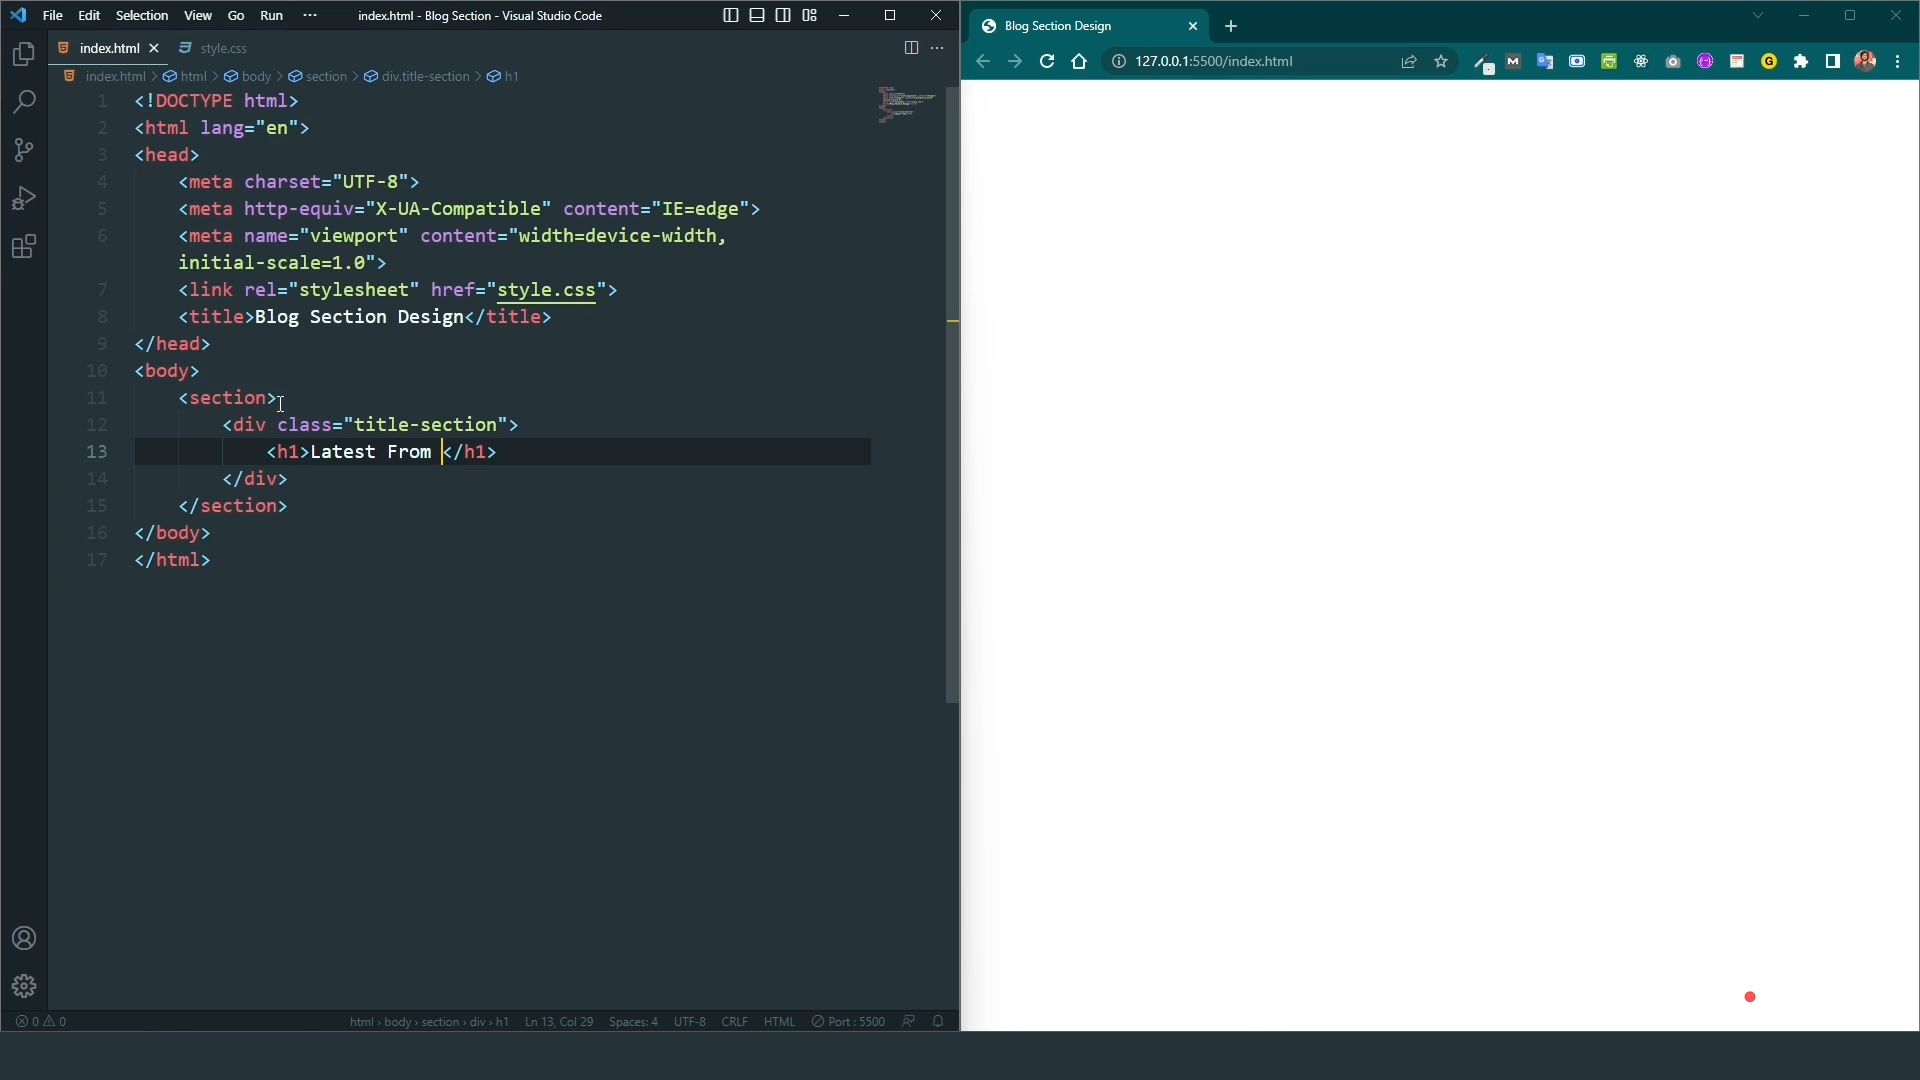 File Edit Selection View Go Run ··· index.html - Blog Section - Visual Studio Code
index.html style.css
index.html > html > body > section > div.title-section > h1
1 <!DOCTYPE html>
2 <html lang="en">
3 <head>
4 <meta charset="UTF-8">
5 <meta http-equiv="X-UA-Compatible" content="IE=edge">
6 <meta name="viewport" content="width=device-width,
initial-scale=1.0">
7 <link rel="stylesheet" href="style.css">
8 <title>Blog Section Design</title>
9 </head>
10 <body>
11 <section>
12 <div class="title-section">
13 <h1>Latest From </h1>
14 </div>
15 </section>
16 </body>
17 </html>
0 0 html › body › section › div › h1 Ln 13, Col 29 Spaces: 4 UTF-8 CRLF HTML Port : 5500
Blog Section Design
127.0.0.1:5500/index.html
M
G